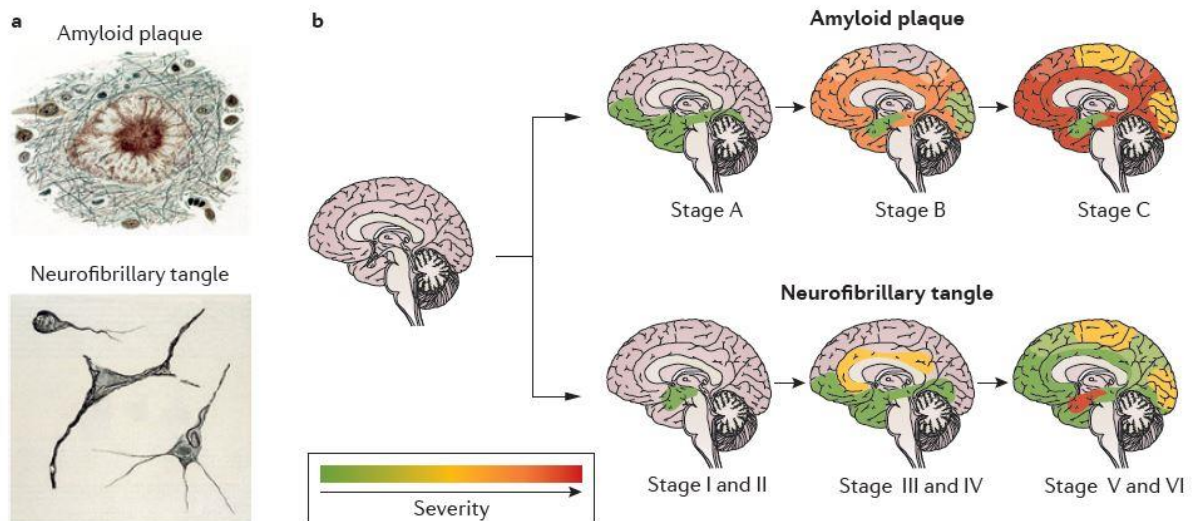 a
Amyloid plaque
Neurofibrillary tangle
b
Amyloid plaque
Stage A
Stage B
Stage C
Neurofibrillary tangle
Stage I and II
Stage III and IV
Stage V and VI
Severity